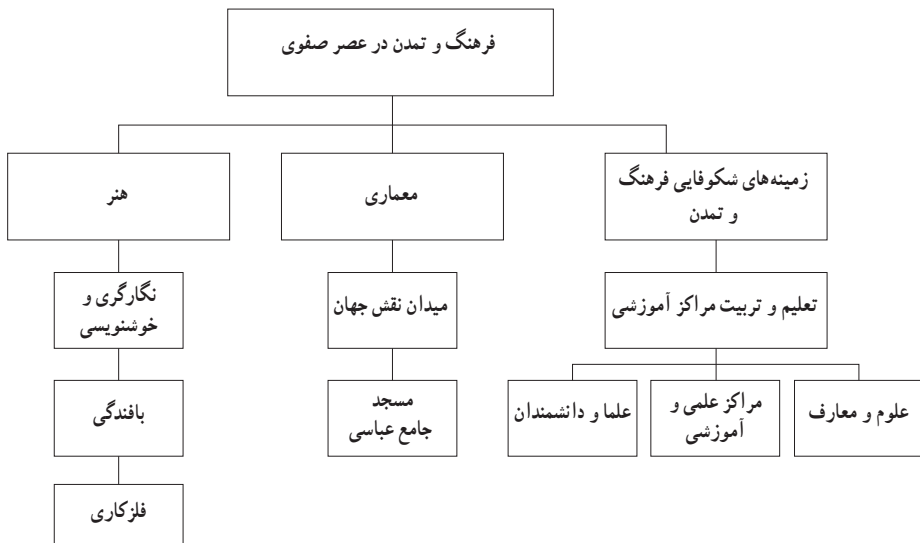 فرهنگ و تمدن در عصر صفوی
زمینه‌های شکوفایی فرهنگ
و تمدن
معماری
هنر
تعلیم و تربیت مراکز آموزشی
میدان نقش جهان
نگارگری و
خوشنویسی
علوم و معارف
مراکز علمی و
آموزشی
علما و دانشمندان
مسجد
جامع عباسی
بافندگی
فلزکاری